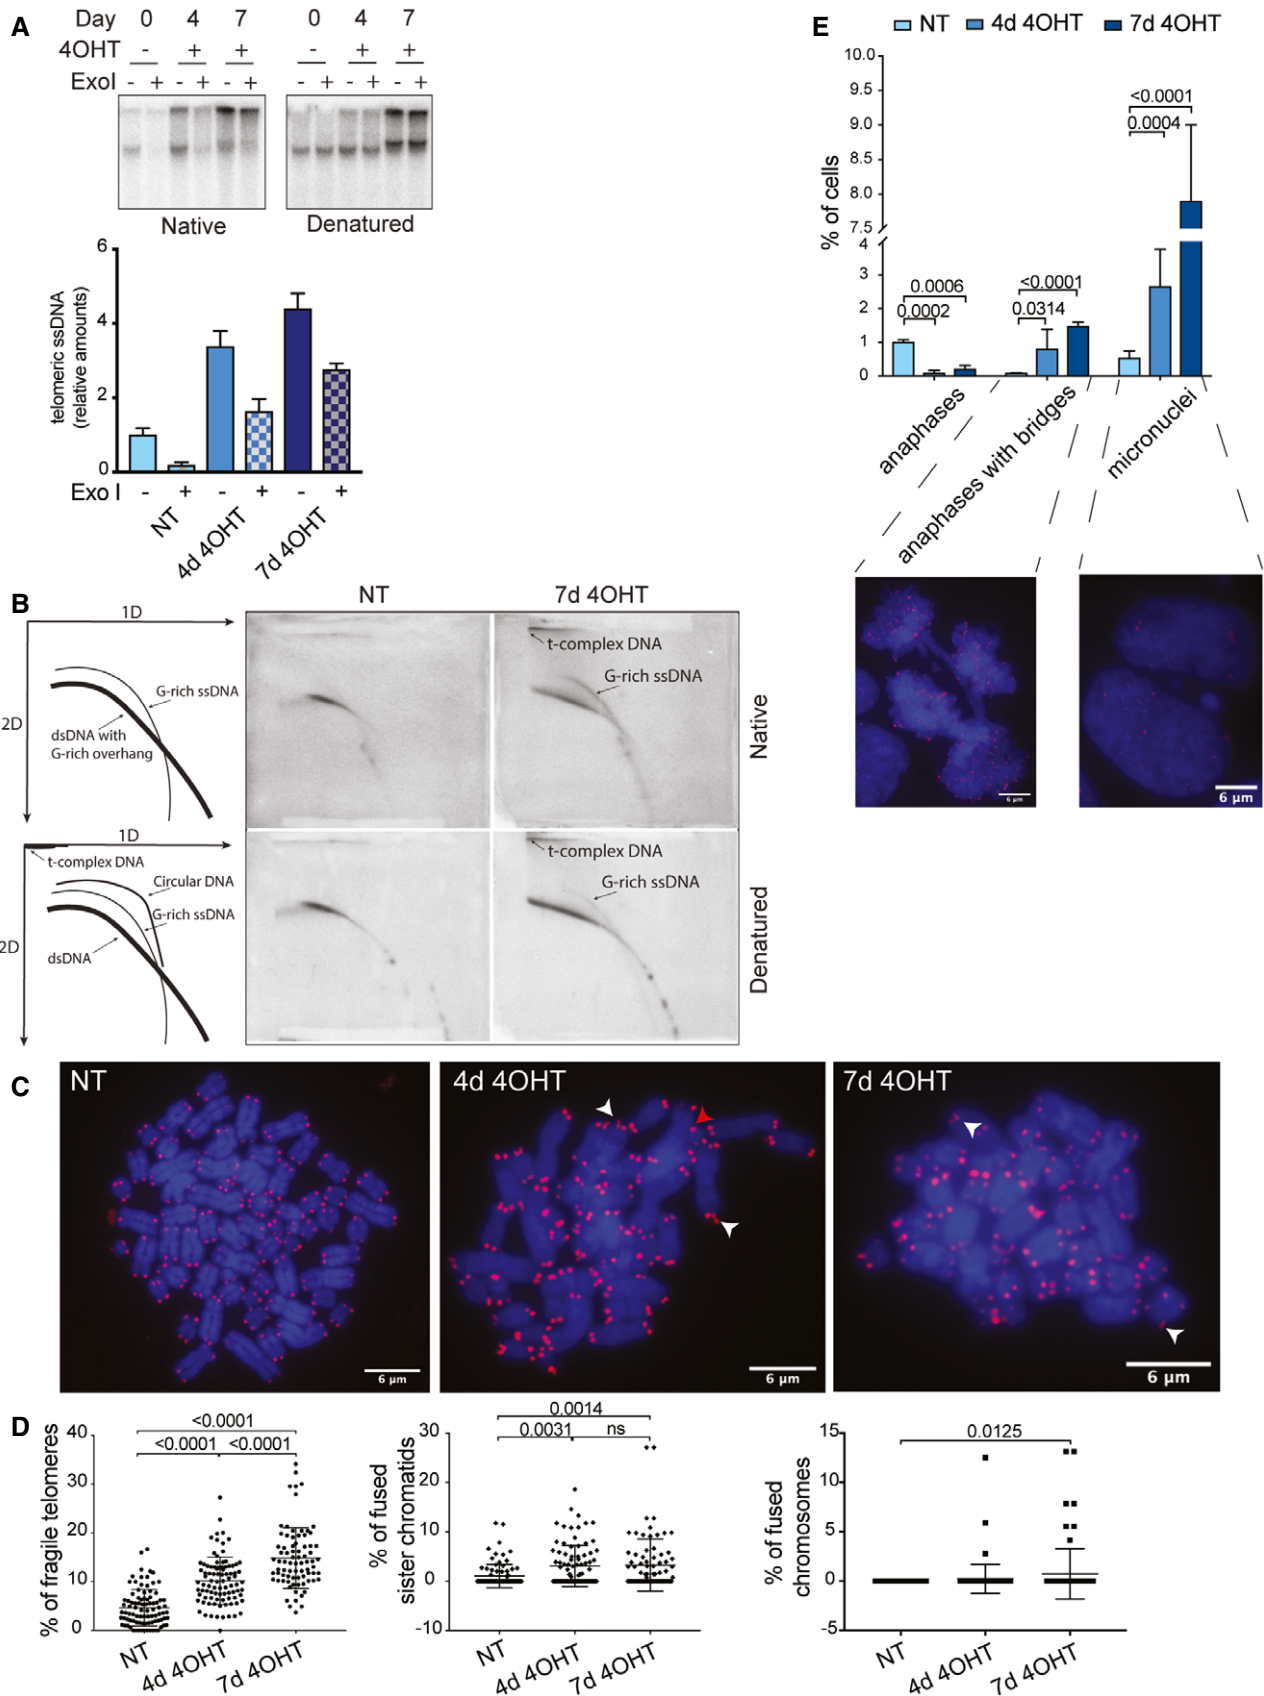 A
Day 0 4 7 0 4 7
4OHT - + + - + +
ExoI - + - + - + - + - + - +
Native
Denatured
telomeric ssDNA
(relative amounts)
6
4
2
0
Exo I - + - + - +
NT
4d 4OHT
7d 4OHT
B
NT
7d 4OHT
1D
2D
G-rich ssDNA
dsDNA with
G-rich overhang
t-complex DNA
G-rich ssDNA
Native
1D
2D
t-complex DNA
Circular DNA
G-rich ssDNA
dsDNA
t-complex DNA
G-rich ssDNA
Denatured
C
NT
6 µm
4d 4OHT
6 µm
7d 4OHT
6 µm
D
% of fragile telomeres
40
30
20
10
0
<0.0001
<0.0001
<0.0001
NT
4d 4OHT
7d 4OHT
% of fused
sister chromatids
30
20
10
0
-10
0.0014
0.0031
ns
NT
4d 4OHT
7d 4OHT
% of fused
chromosomes
15
10
5
0
-5
0.0125
NT
4d 4OHT
7d 4OHT
E
NT
4d 4OHT
7d 4OHT
% of cells
10.0
9.5
9.0
8.5
8.0
7.5
4
3
2
1
0
0.0006
0.0002
<0.0001
0.0314
<0.0001
0.0004
anaphases
anaphases with bridges
micronuclei
6 µm
6 µm